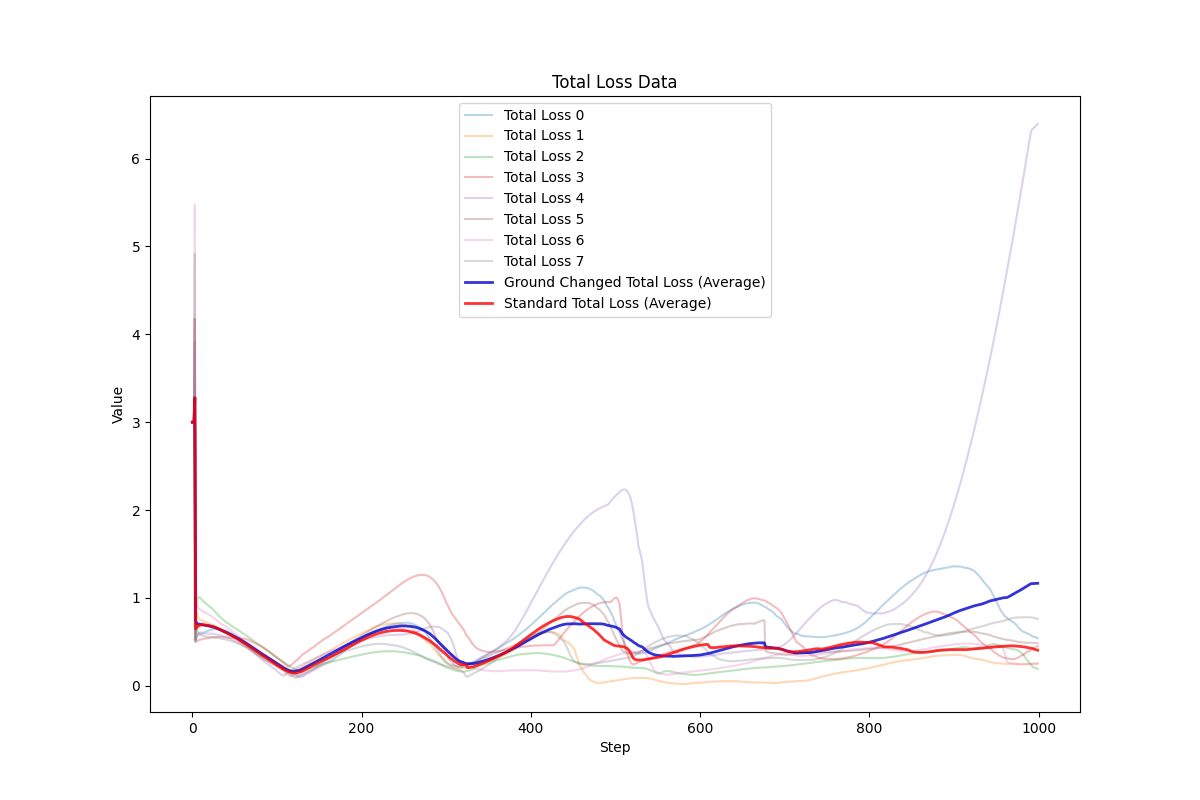 Total Loss Data
Total Loss 0
Total Loss 1
Total Loss 2
Total Loss 3
Total Loss 4
Total Loss 5
Total Loss 6
Total Loss 7
Ground Changed Total Loss (Average)
Standard Total Loss (Average)
Value
6
5
4
3
2
1
0
0 200 400 600 800 1000
Step